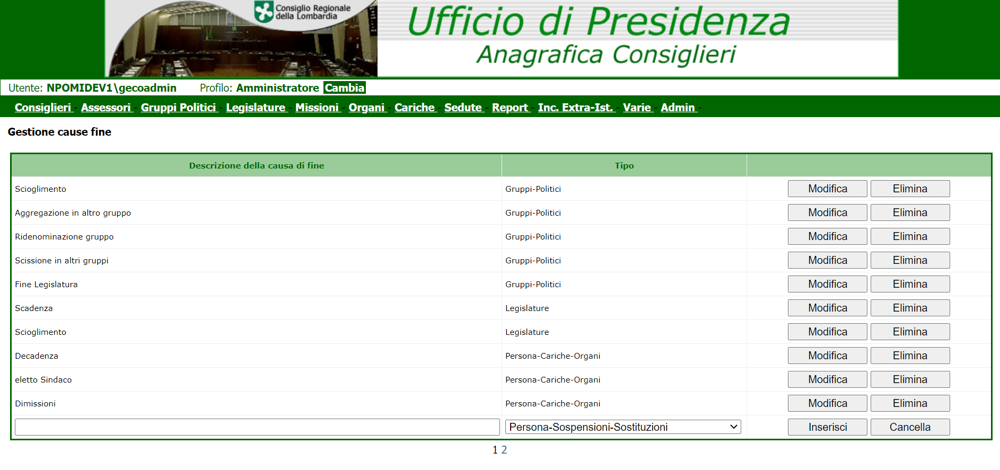 Consiglio Regionale
della Lombardia
Ufficio di Presidenza
Anagrafica Consiglieri
Utente: NPOMIDEV1\gecoadmin Profilo: Amministratore Cambia
Consiglieri - Assessori - Gruppi Politici - Legislature - Missioni - Organi - Cariche - Sedute - Report - Inc. Extra-Ist. - Varie - Admin -
Gestione cause fine
Descrizione della causa di fine Tipo
Scioglimento Gruppi-Politici Modifica Elimina
Aggregazione in altro gruppo Gruppi-Politici Modifica Elimina
Ridenominazione gruppo Gruppi-Politici Modifica Elimina
Scissione in altri gruppi Gruppi-Politici Modifica Elimina
Fine Legislatura Gruppi-Politici Modifica Elimina
Scadenza Legislature Modifica Elimina
Scioglimento Legislature Modifica Elimina
Decadenza Persona-Cariche-Organi Modifica Elimina
eletto Sindaco Persona-Cariche-Organi Modifica Elimina
Dimissioni Persona-Cariche-Organi Modifica Elimina
Persona-Sospensioni-Sostituzioni Inserisci Cancella
1 2